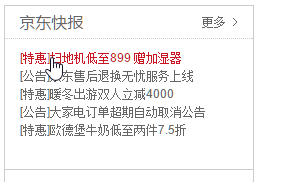 京东快报
更多 >
[特惠]扫地机低至899 赠加湿器
[公告]京东售后退换无忧服务上线
[特惠]暖冬出游双人立减4000
[公告]大家电订单超期自动取消公告
[特惠]欧德堡牛奶低至两件7.5折